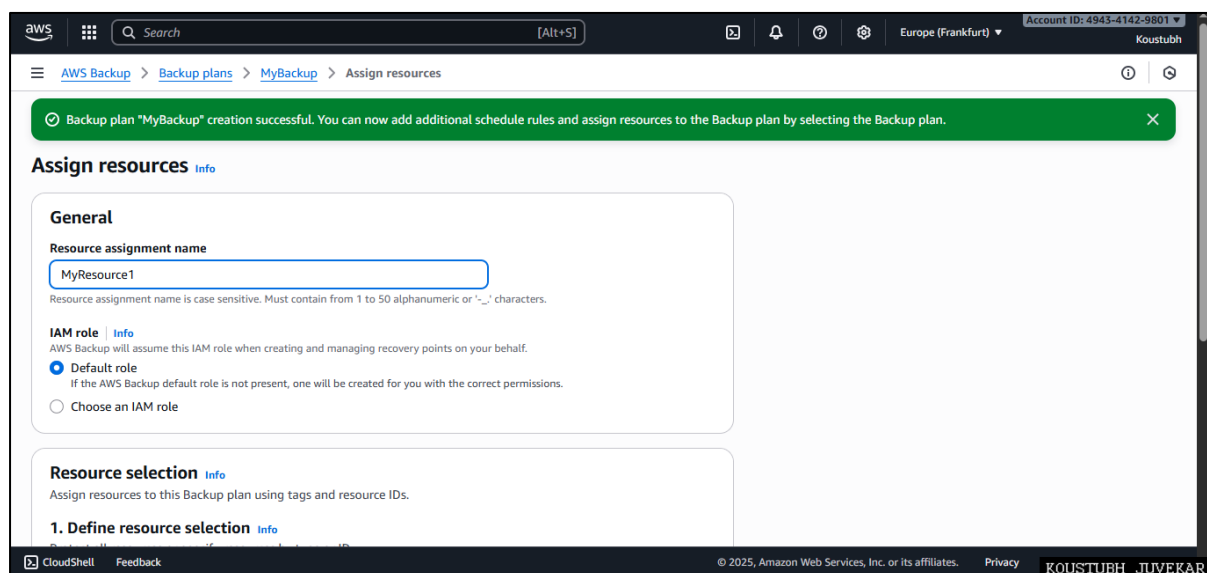 aws
Search [Alt+S]
Europe (Frankfurt) ▼
Account ID: 4943-4142-9801 ▼
Koustubh
AWS Backup > Backup plans > MyBackup > Assign resources
Backup plan "MyBackup" creation successful. You can now add additional schedule rules and assign resources to the Backup plan by selecting the Backup plan.
Assign resources Info
General
Resource assignment name
MyResource1
Resource assignment name is case sensitive. Must contain from 1 to 50 alphanumeric or '-_.' characters.
IAM role Info
AWS Backup will assume this IAM role when creating and managing recovery points on your behalf.
Default role
If the AWS Backup default role is not present, one will be created for you with the correct permissions.
Choose an IAM role
Resource selection Info
Assign resources to this Backup plan using tags and resource IDs.
1. Define resource selection Info
CloudShell Feedback
© 2025, Amazon Web Services, Inc. or its affiliates. Privacy
KOUSTUBH JUVEKAR